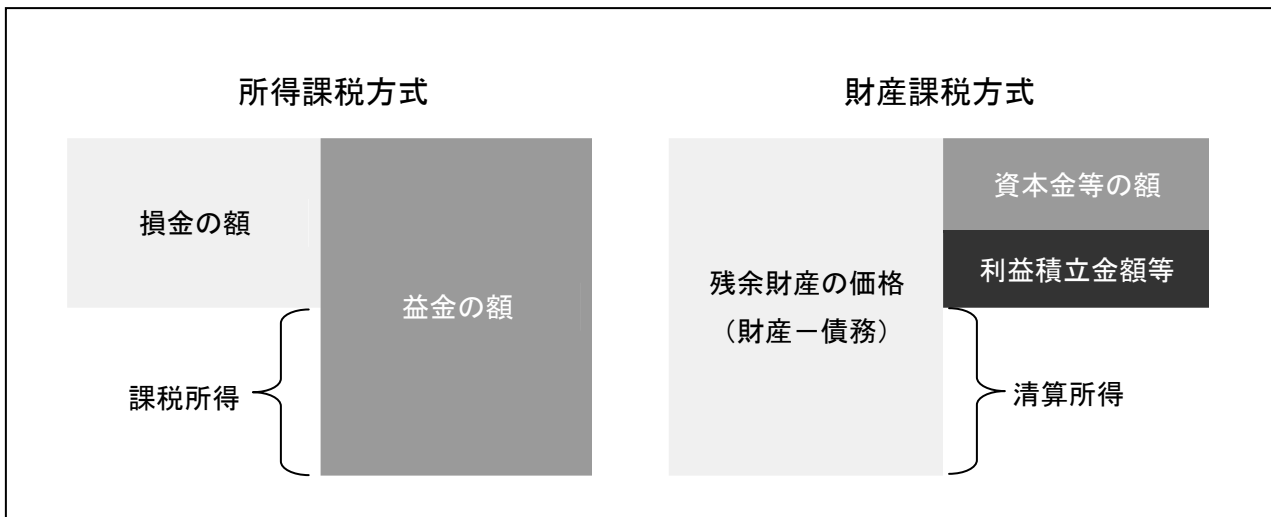 所得課税方式
損金の額
益金の額
課税所得
財産課税方式
残余財産の価格
（財産－債務）
資本金等の額
利益積立金額等
清算所得